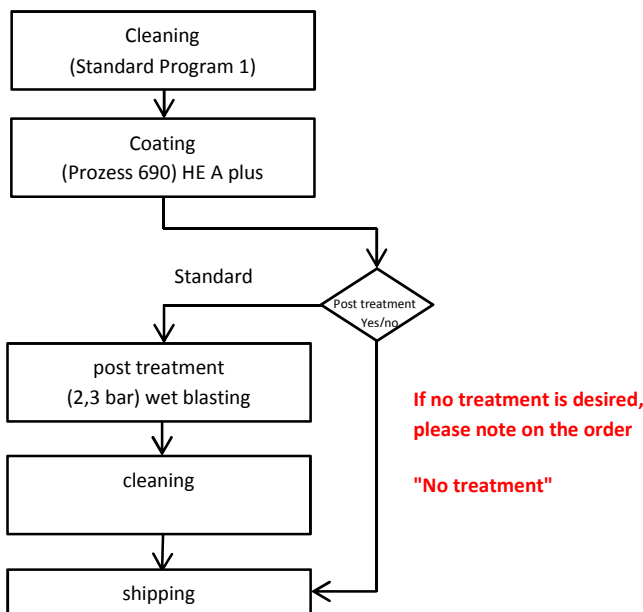 Cleaning
(Standard Program 1)
Coating
(Prozess 690) HE A plus
Standard
Post treatment
Yes/no
post treatment
(2,3 bar) wet blasting
If no treatment is desired,
please note on the order
"No treatment"
cleaning
shipping